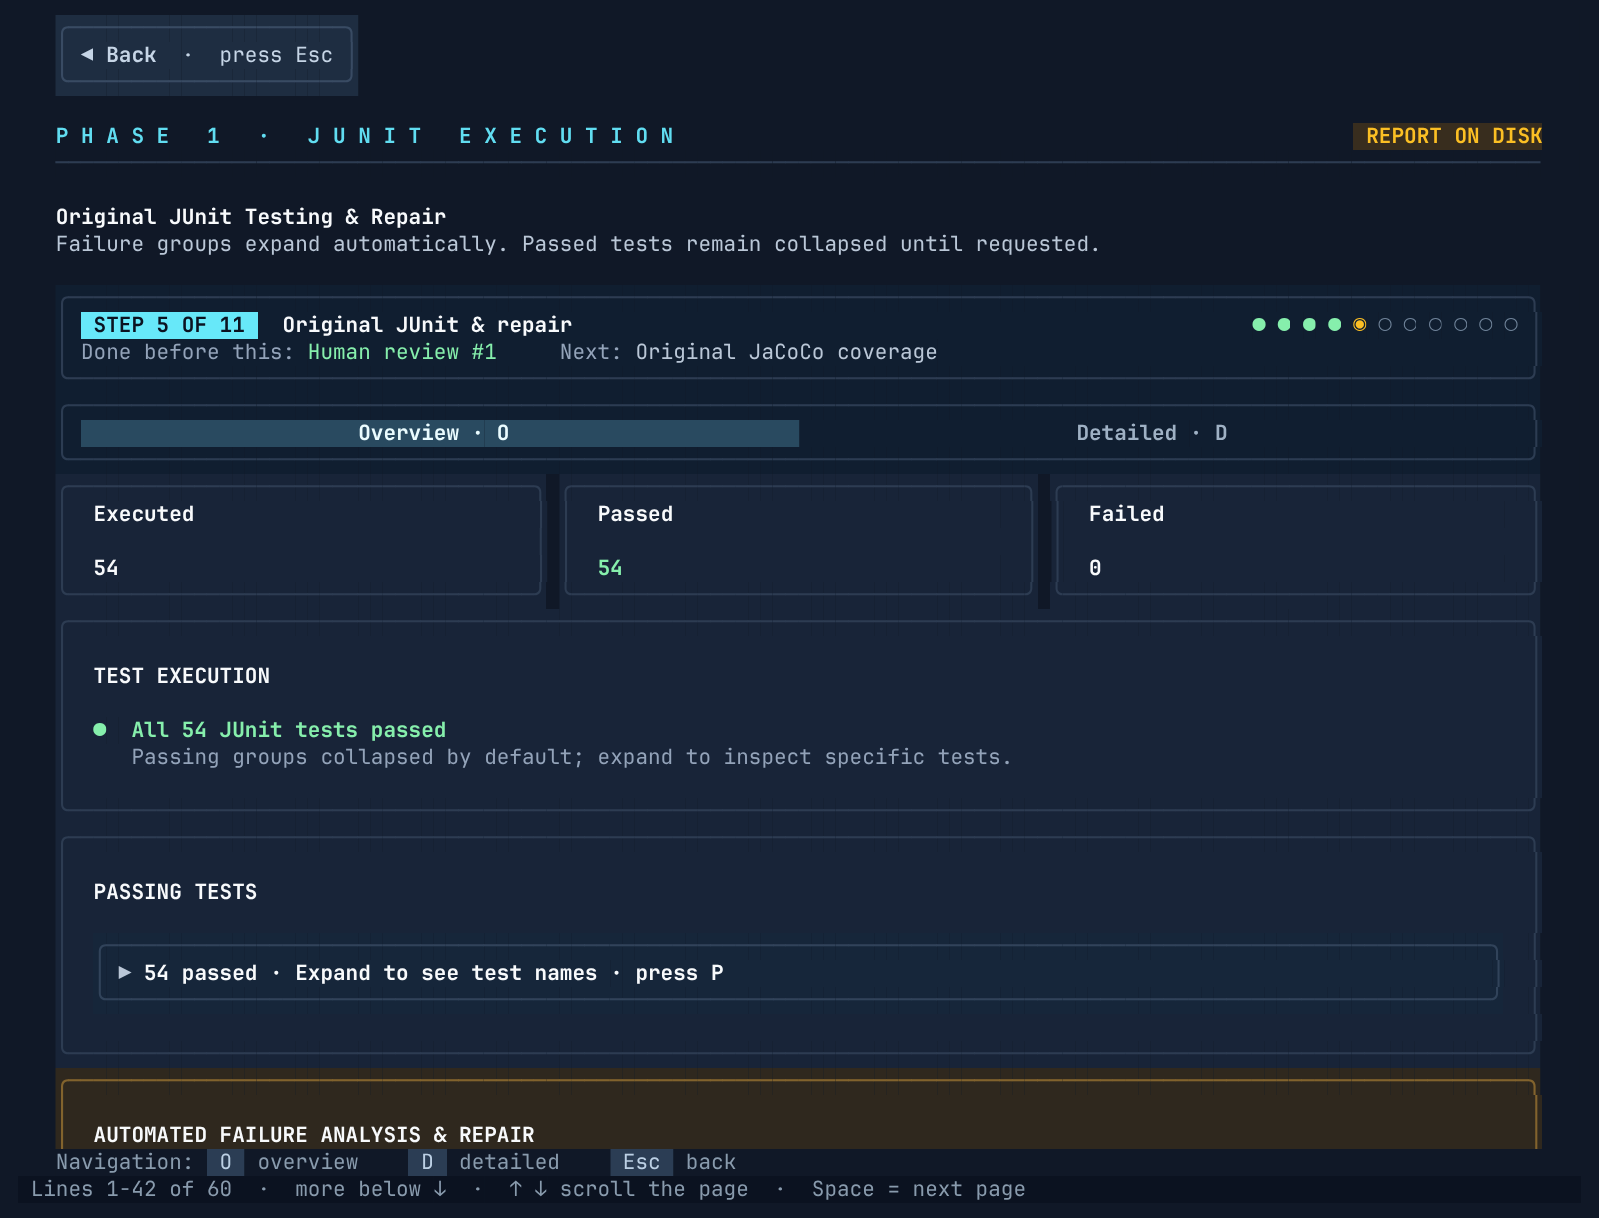 ◄ Back · press Esc
PHASE 1 · JUNIT EXECUTION REPORT ON DISK
Original JUnit Testing & Repair
Failure groups expand automatically. Passed tests remain collapsed until requested.
STEP 5 OF 11 Original JUnit & repair
Done before this: Human review #1 Next: Original JaCoCo coverage
Overview · O Detailed · D
Executed Passed Failed
54 54 0
TEST EXECUTION
● All 54 JUnit tests passed
Passing groups collapsed by default; expand to inspect specific tests.
PASSING TESTS
▶ 54 passed · Expand to see test names · press P
AUTOMATED FAILURE ANALYSIS & REPAIR
Navigation: O overview D detailed Esc back
Lines 1-42 of 60 · more below ↓ · ↑ ↓ scroll the page · Space = next page